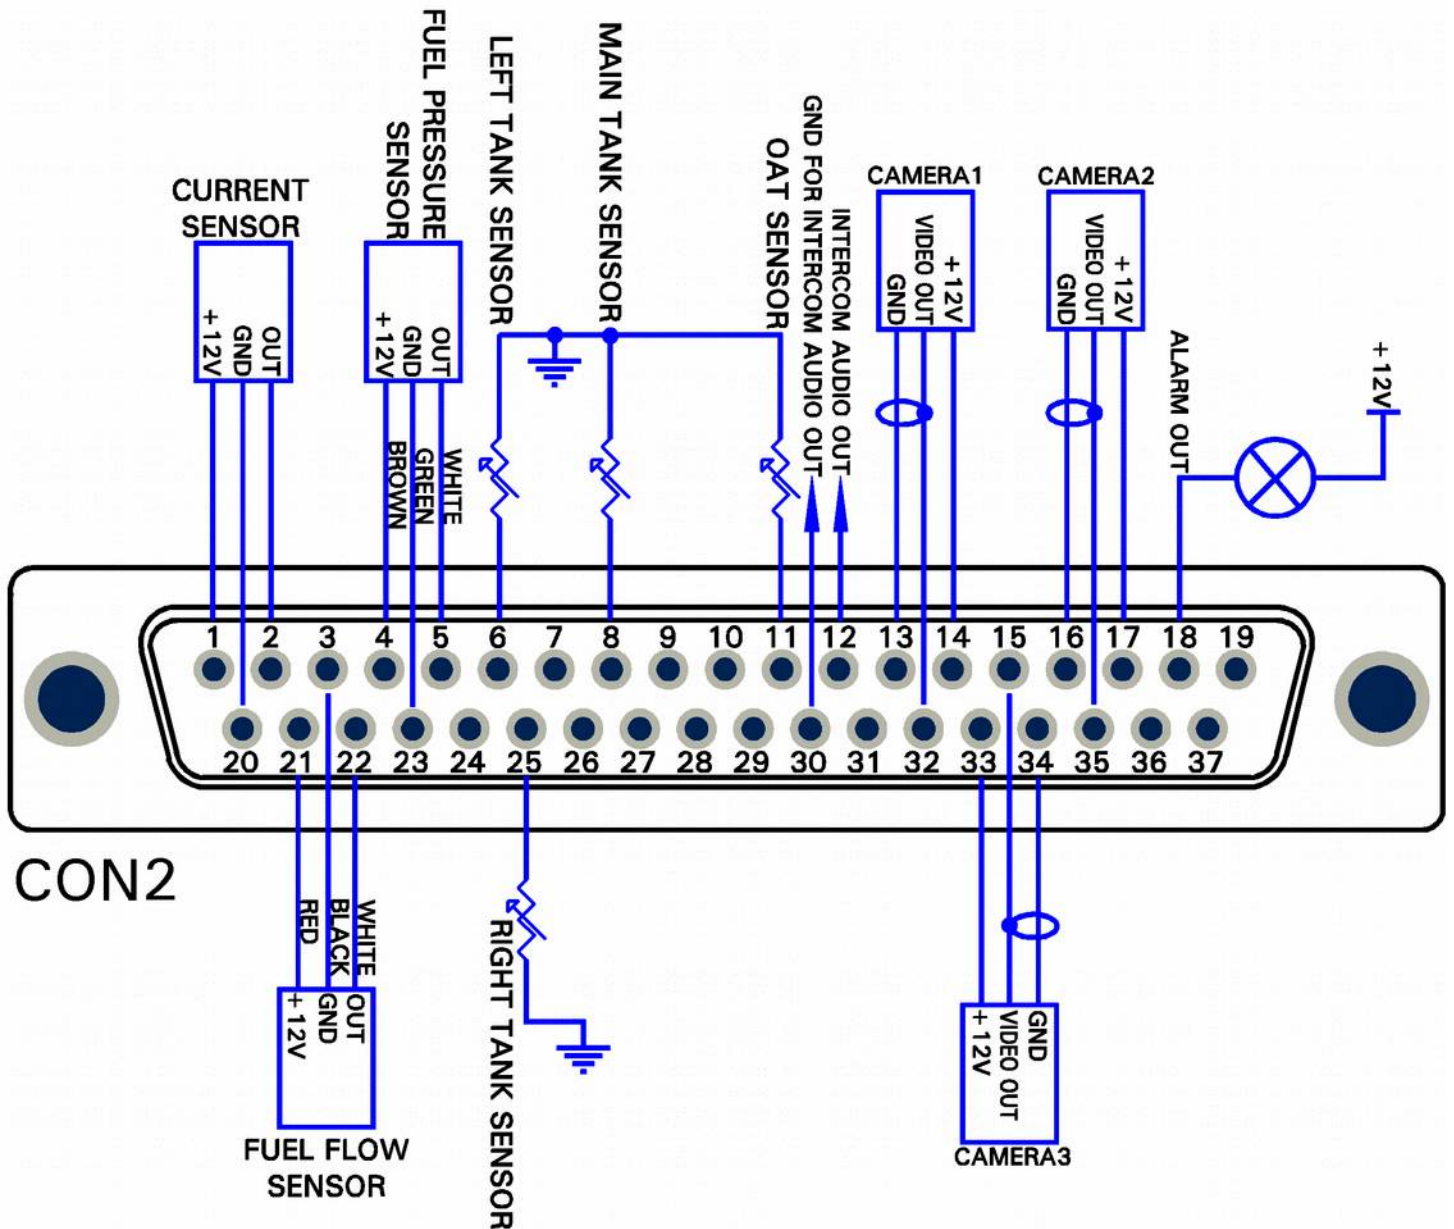 CURRENT
SENSOR
+12V
GND
OUT
FUEL PRESSURE
SENSOR
+12V
GND
OUT
BROWN
GREEN
WHITE
LEFT TANK SENSOR
MAIN TANK SENSOR
OAT SENSOR
GND FOR INTERCOM AUDIO OUT
INTERCOM AUDIO OUT
CAMERA1
GND
VIDEO OUT
+12V
CAMERA2
GND
VIDEO OUT
+12V
ALARM OUT
+12V
1 2 3 4 5 6 7 8 9 10 11 12 13 14 15 16 17 18 19
20 21 22 23 24 25 26 27 28 29 30 31 32 33 34 35 36 37
CON2
RED
BLACK
WHITE
+12V
GND
OUT
FUEL FLOW
SENSOR
RIGHT TANK SENSOR
+12V
VIDEO OUT
GND
CAMERA3